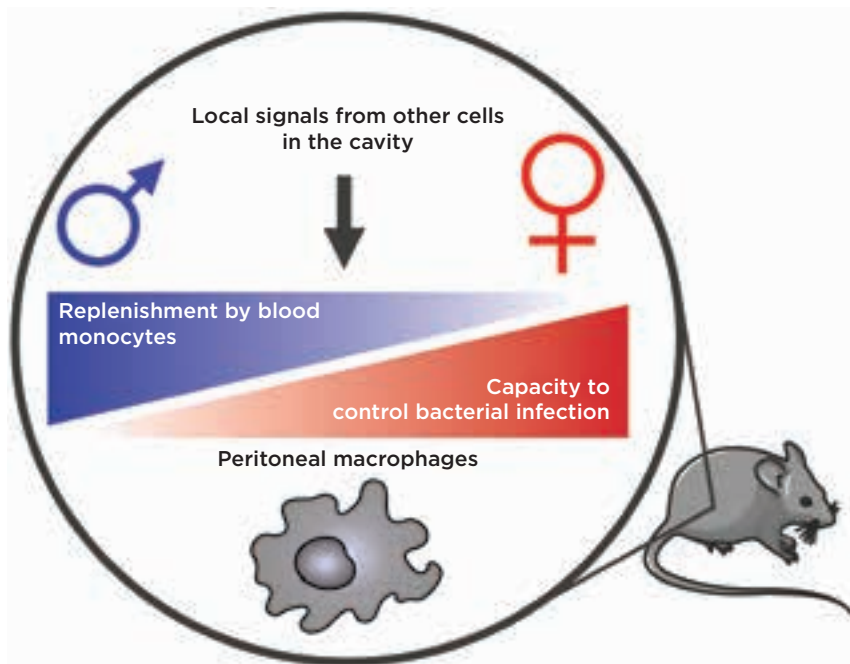 Local signals from other cells
in the cavity
Replenishment by blood
monocytes
Capacity to
control bacterial infection
Peritoneal macrophages